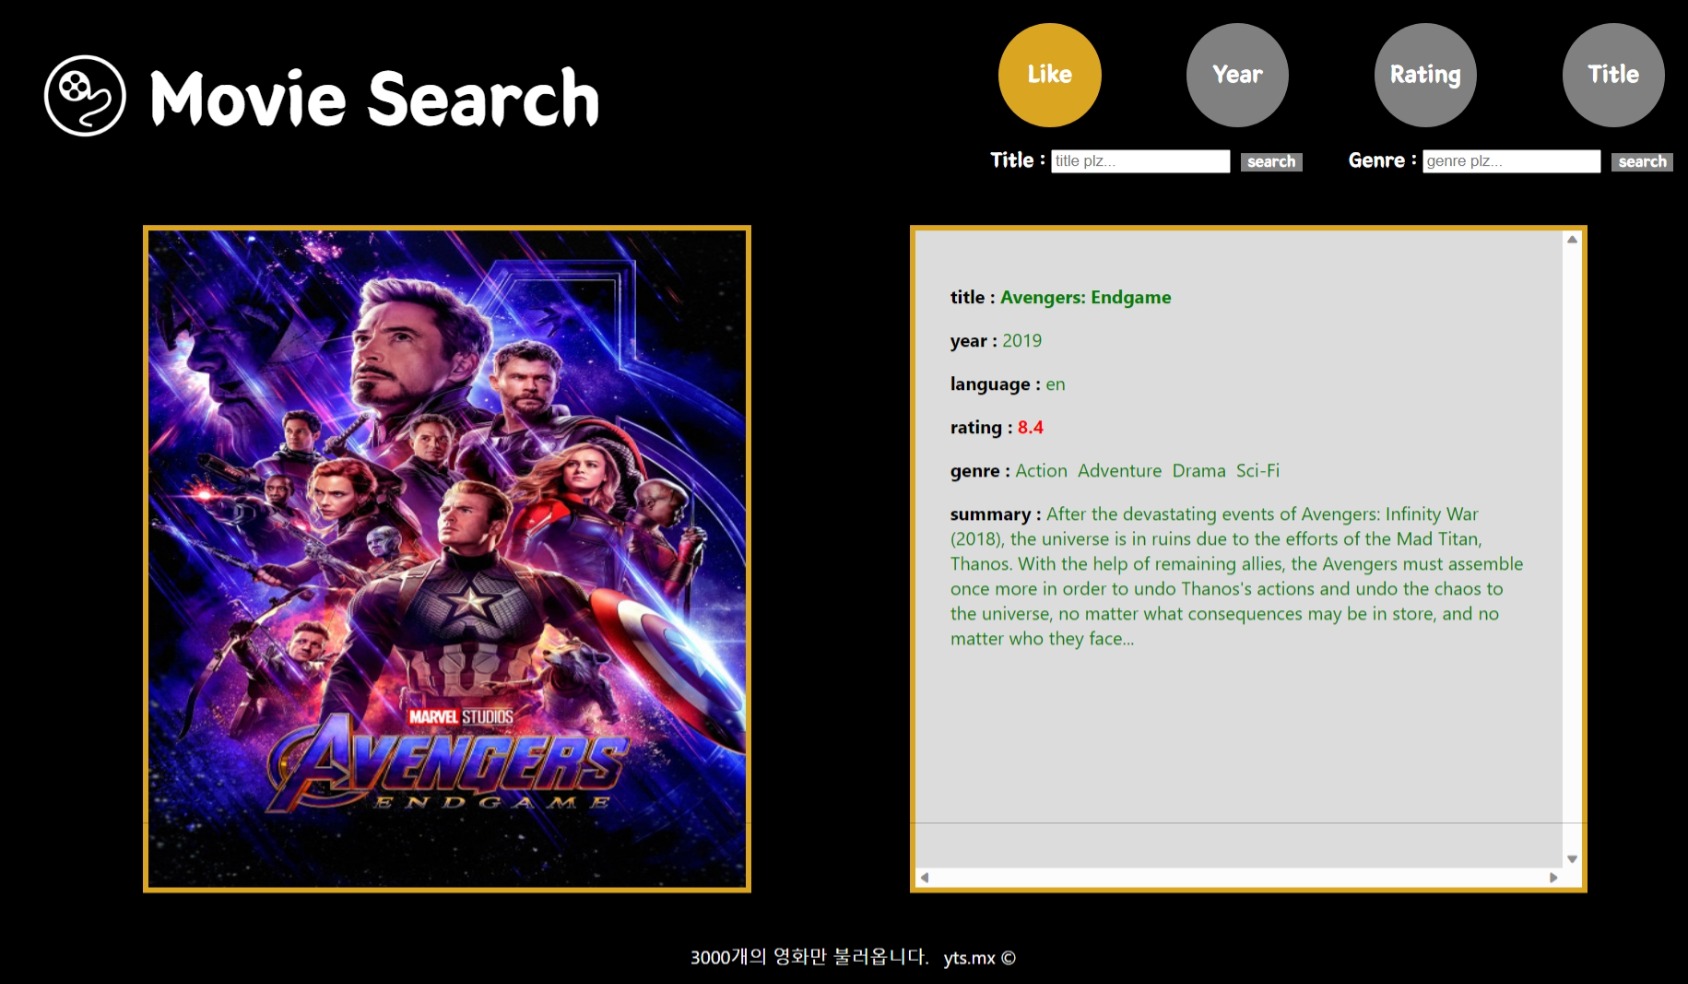 Movie Search
Like
Year
Rating
Title
Title : title plz... search
Genre : genre plz... search
MARVEL STUDIOS
AVENGERS
ENDGAME
title : Avengers: Endgame
year : 2019
language : en
rating : 8.4
genre : Action Adventure Drama Sci-Fi
summary : After the devastating events of Avengers: Infinity War
(2018), the universe is in ruins due to the efforts of the Mad Titan,
Thanos. With the help of remaining allies, the Avengers must assemble
once more in order to undo Thanos's actions and undo the chaos to
the universe, no matter what consequences may be in store, and no
matter who they face...
3000개의 영화만 불러옵니다. yts.mx ©